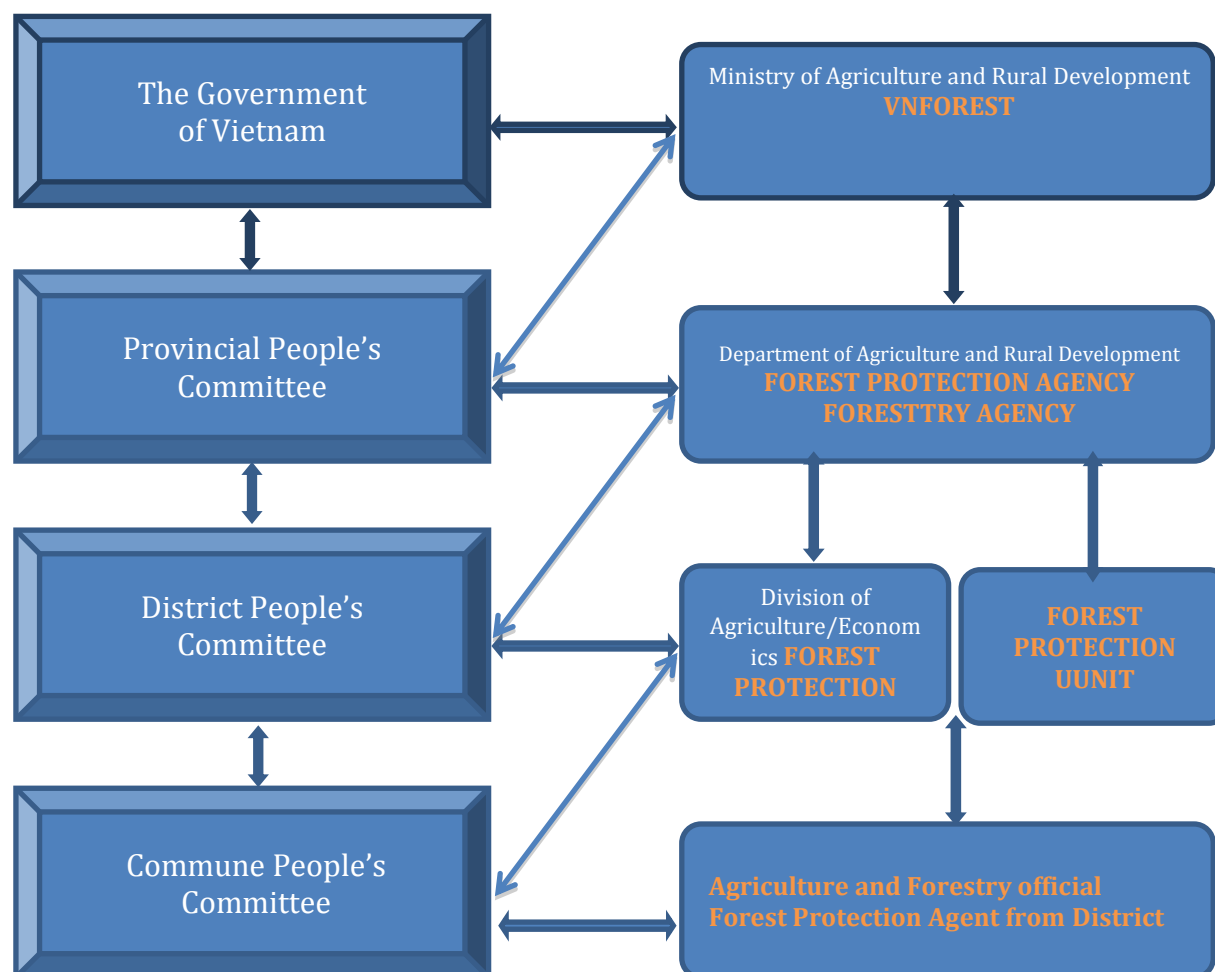 The Government
of Vietnam
Ministry of Agriculture and Rural Development
VNFOREST
Provincial People’s
Committee
Department of Agriculture and Rural Development
FOREST PROTECTION AGENCY
FORESTTRY AGENCY
District People’s
Committee
Division of
Agriculture/Econom
ics FOREST
PROTECTION
FOREST
PROTECTION
UUNIT
Commune People’s
Committee
Agriculture and Forestry official
Forest Protection Agent from District